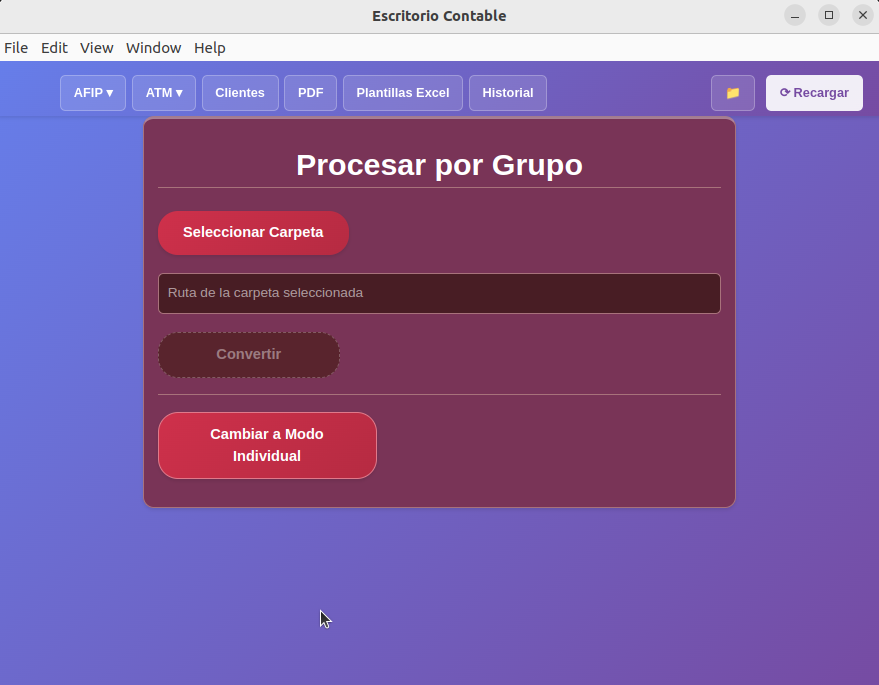 Escritorio Contable
File Edit View Window Help
AFIP ▾ ATM ▾ Clientes PDF Plantillas Excel Historial 📁 ⟳ Recargar
Procesar por Grupo
Seleccionar Carpeta
Ruta de la carpeta seleccionada
Convertir
Cambiar a Modo
Individual